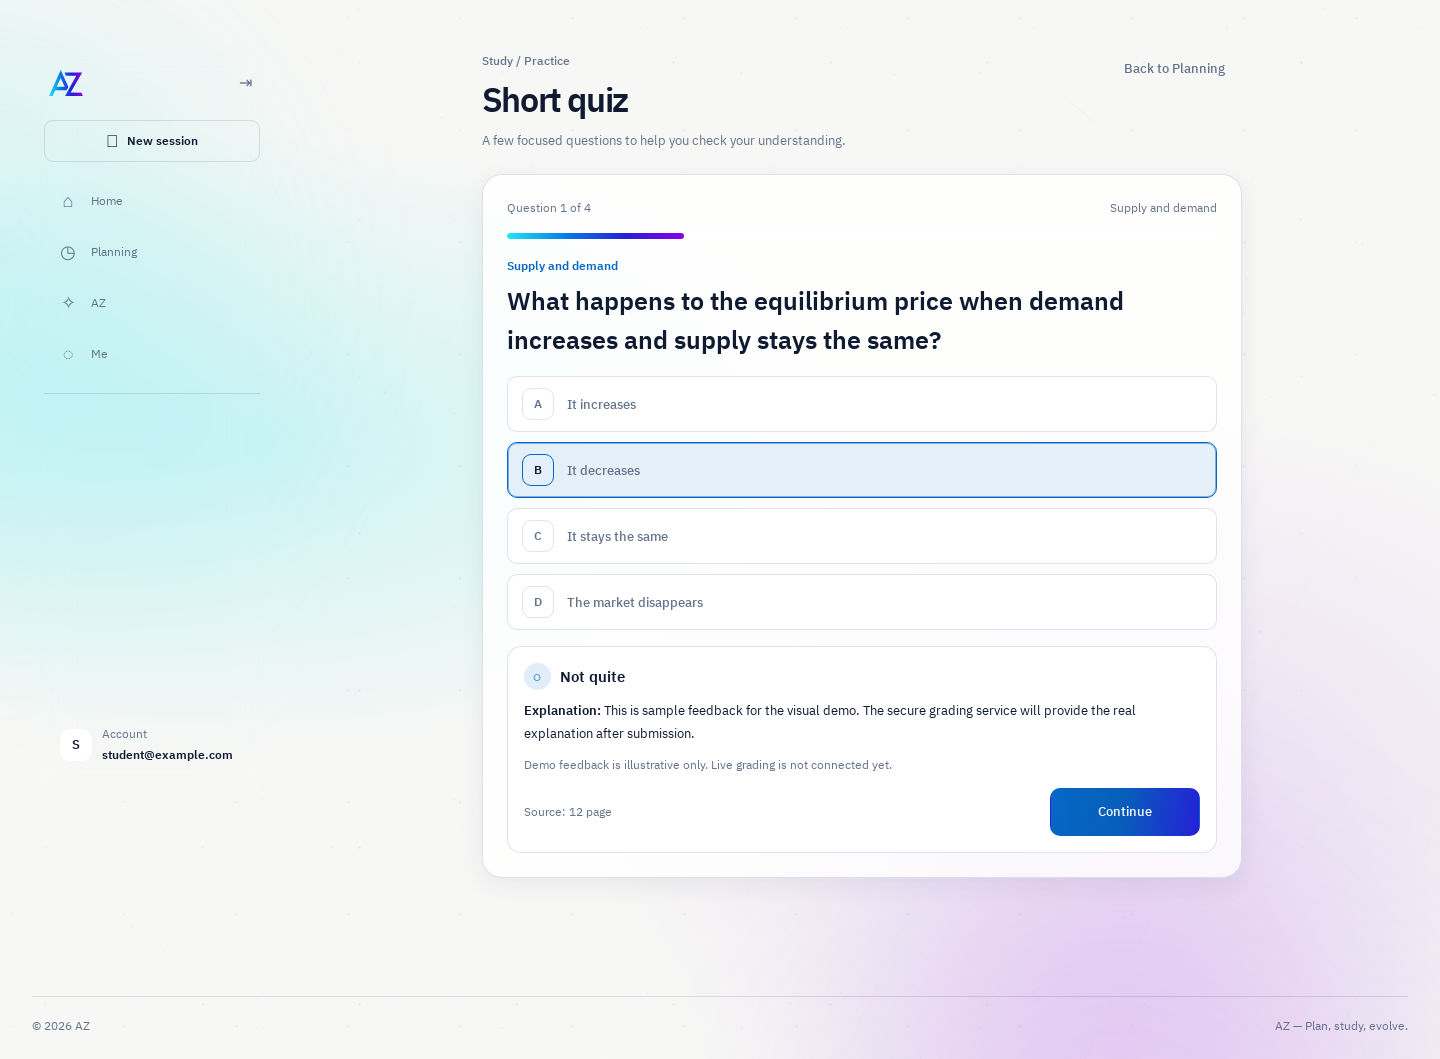 AZ
New session
Home
Planning
AZ
Me
Account
S
student@example.com
Study / Practice
Back to Planning
Short quiz
A few focused questions to help you check your understanding.
Question 1 of 4
Supply and demand
Supply and demand
What happens to the equilibrium price when demand
increases and supply stays the same?
A It increases
B It decreases
C It stays the same
D The market disappears
Not quite
Explanation: This is sample feedback for the visual demo. The secure grading service will provide the real
explanation after submission.
Demo feedback is illustrative only. Live grading is not connected yet.
Source: 12 page
Continue
© 2026 AZ
AZ — Plan, study, evolve.